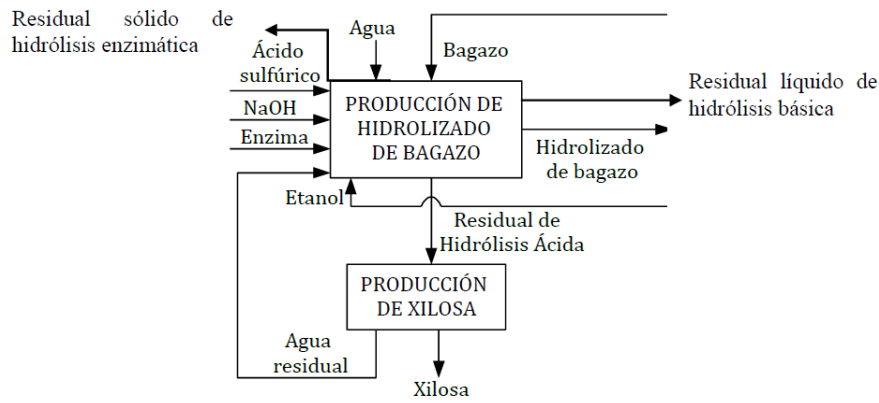 Residual sólido de
hidrólisis enzimática
Agua
Bagazo
Ácido
sulfúrico
NaOH
Enzima
PRODUCCIÓN DE
HIDROLIZADO
DE BAGAZO
Residual líquido de
hidrólisis básica
Hidrolizado
de bagazo
Etanol
Residual de
Hidrólisis Ácida
PRODUCCIÓN
DE XILOSA
Agua
residual
Xilosa